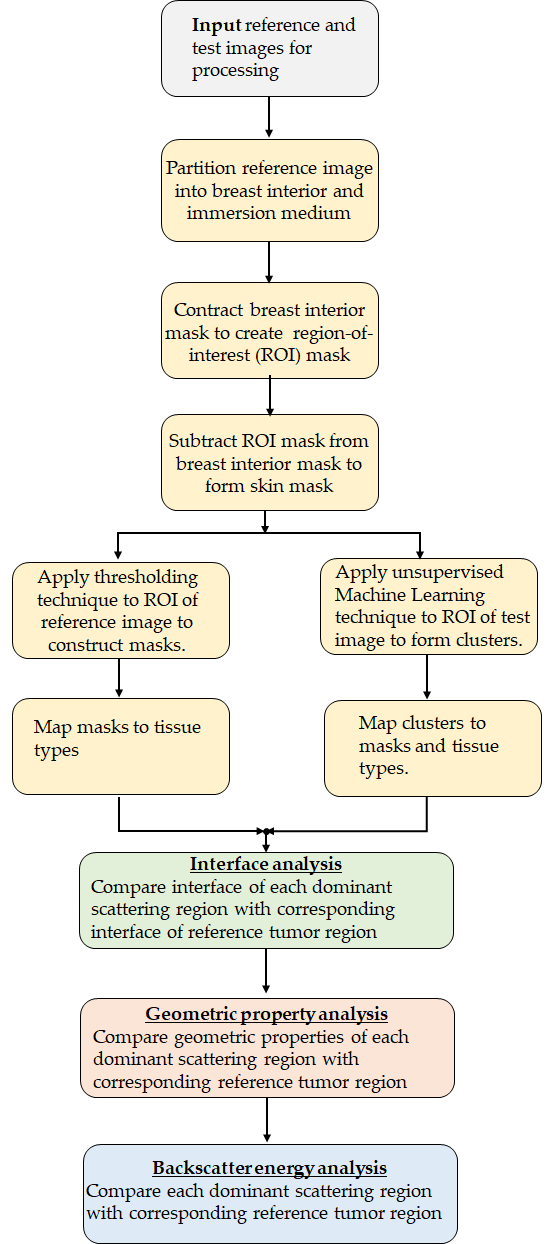 Input reference and
test images for
processing
Partition reference image
into breast interior and
immersion medium
Contract breast interior
mask to create region-of-
interest (ROI) mask
Subtract ROI mask from
breast interior mask to
form skin mask
Apply thresholding
technique to ROI of
reference image to
construct masks.
Apply unsupervised
Machine Learning
technique to ROI of test
image to form clusters.
Map masks to tissue
types
Map clusters to
masks and tissue
types.
Interface analysis
Compare interface of each dominant
scattering region with corresponding
interface of reference tumor region
Geometric property analysis
Compare geometric properties of each
dominant scattering region with
corresponding reference tumor region
Backscatter energy analysis
Compare each dominant scattering region
with corresponding reference tumor region